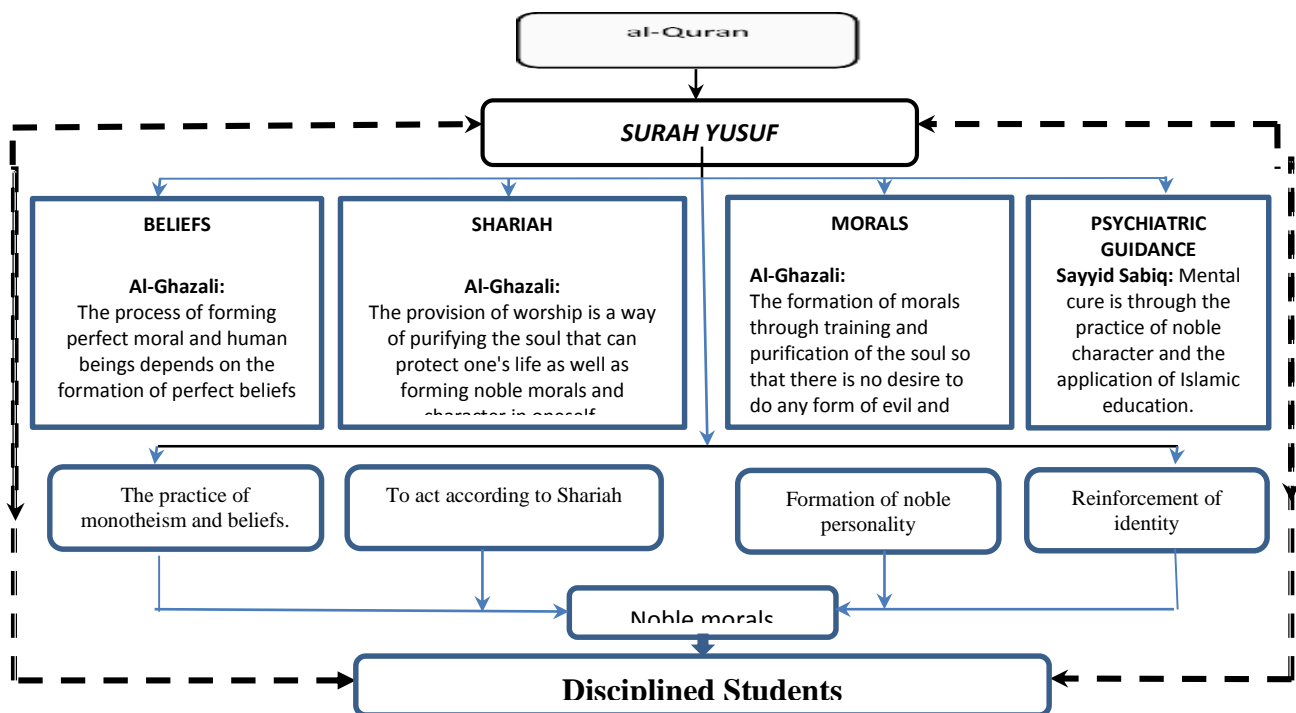 al-Quran
SURAH YUSUF
BELIEFS
Al-Ghazali:
The process of forming
perfect moral and human
beings depends on the
formation of perfect beliefs
SHARIAH
Al-Ghazali:
The provision of worship is a way
of purifying the soul that can
protect one's life as well as
forming noble morals and
character in oneself
MORALS
Al-Ghazali:
The formation of morals
through training and
purification of the soul so
that there is no desire to
do any form of evil and
PSYCHIATRIC
GUIDANCE
Sayyid Sabiq: Mental
cure is through the
practice of noble
character and the
application of Islamic
education.
The practice of
monotheism and beliefs.
To act according to Shariah
Formation of noble
personality
Reinforcement of
identity
Noble morals
Disciplined Students